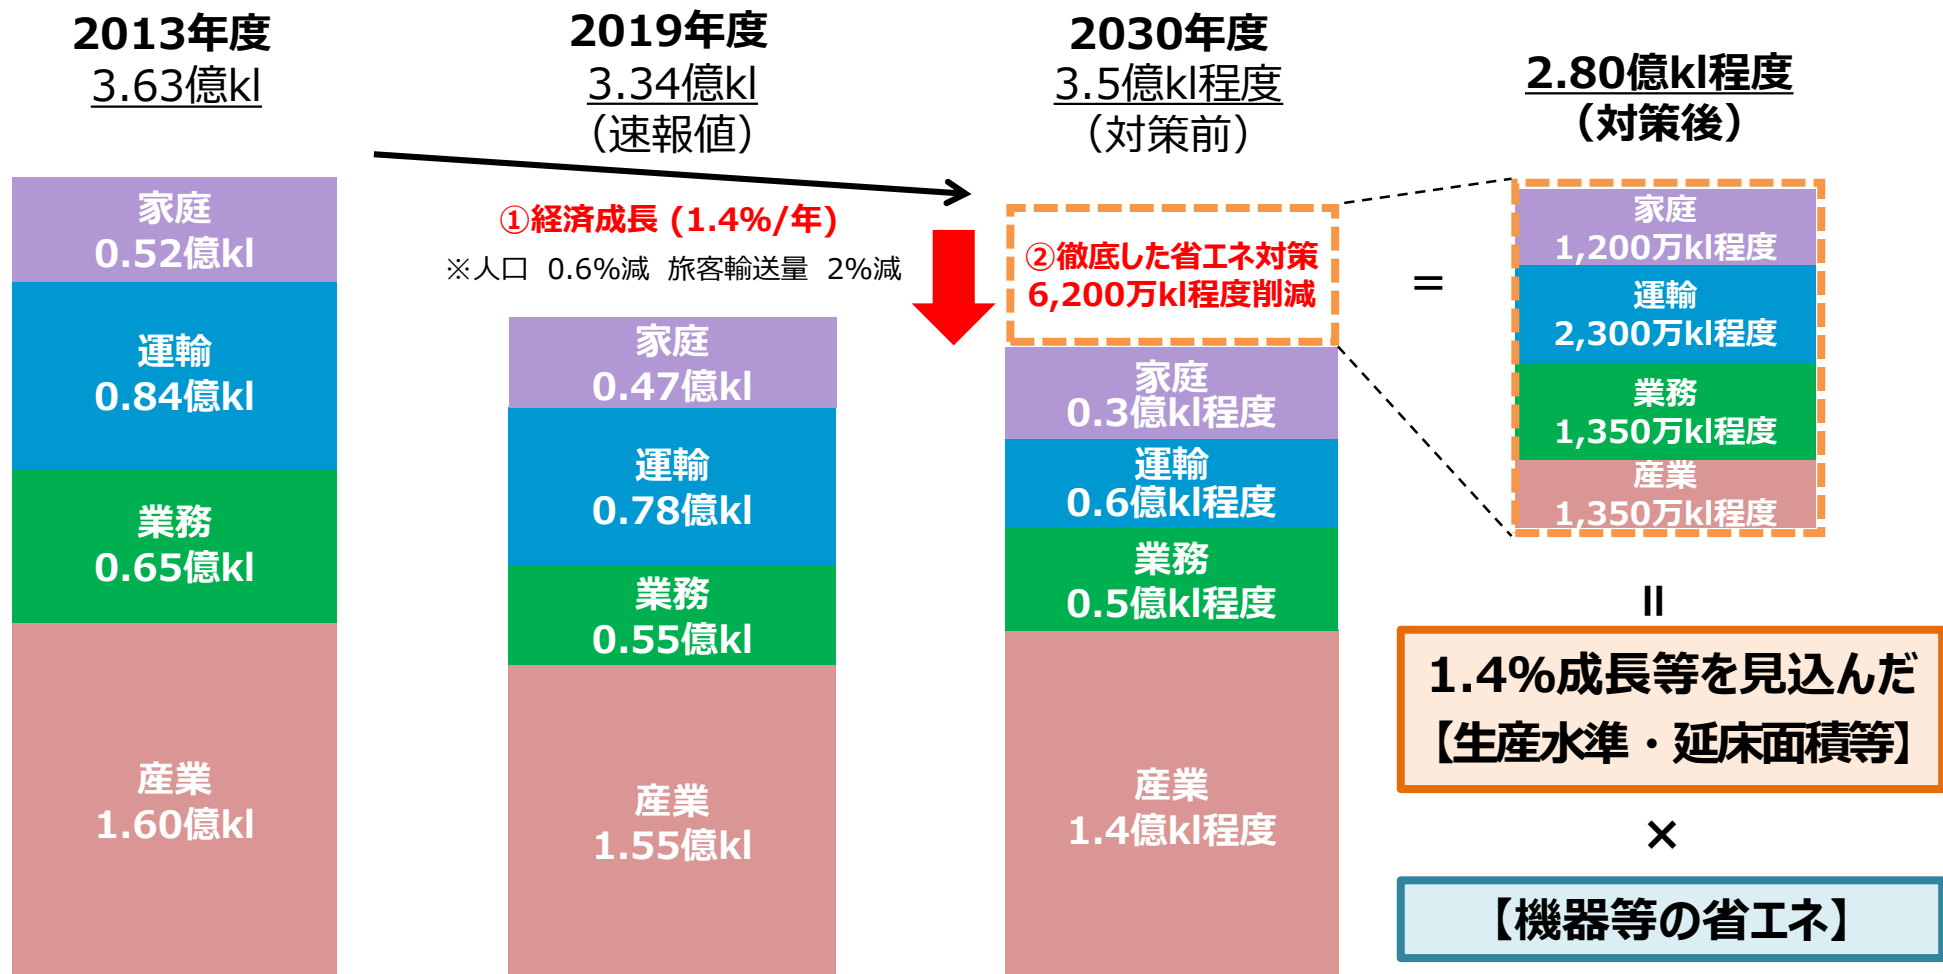 2013年度
3.63億kl
家庭
0.52億kl
運輸
0.84億kl
業務
0.65億kl
産業
1.60億kl
2019年度
3.34億kl
（速報値）
①経済成長 (1.4%/年)
※人口 0.6%減 旅客輸送量 2%減
家庭
0.47億kl
運輸
0.78億kl
業務
0.55億kl
産業
1.55億kl
2030年度
3.5億kl程度
（対策前）
②徹底した省エネ対策
6,200万kl程度削減
家庭
0.3億kl程度
運輸
0.6億kl程度
業務
0.5億kl程度
産業
1.4億kl程度
=
2.80億kl程度
（対策後）
家庭
1,200万kl程度
運輸
2,300万kl程度
業務
1,350万kl程度
産業
1,350万kl程度
=
1.4%成長等を見込んだ
【生産水準・延床面積等】
×
【機器等の省エネ】